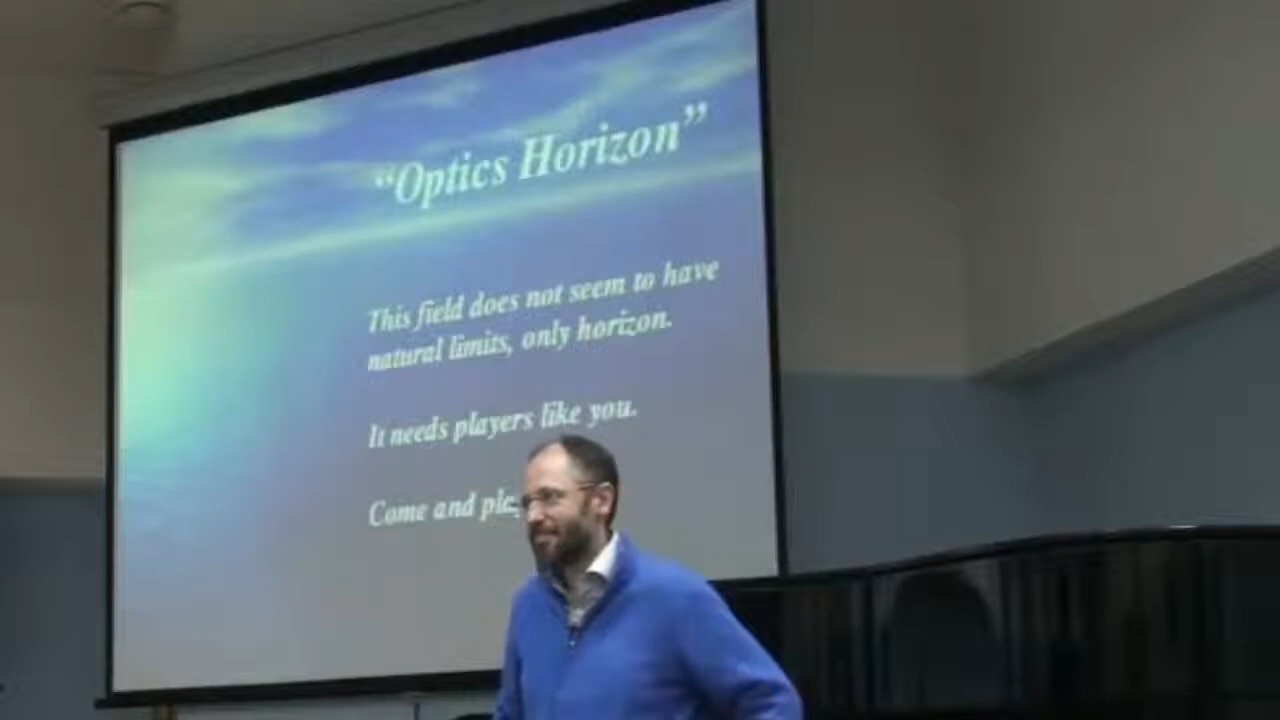 “Optics Horizon”
This field does not seem to have
natural limits, only horizon.
It needs players like you.
Come and